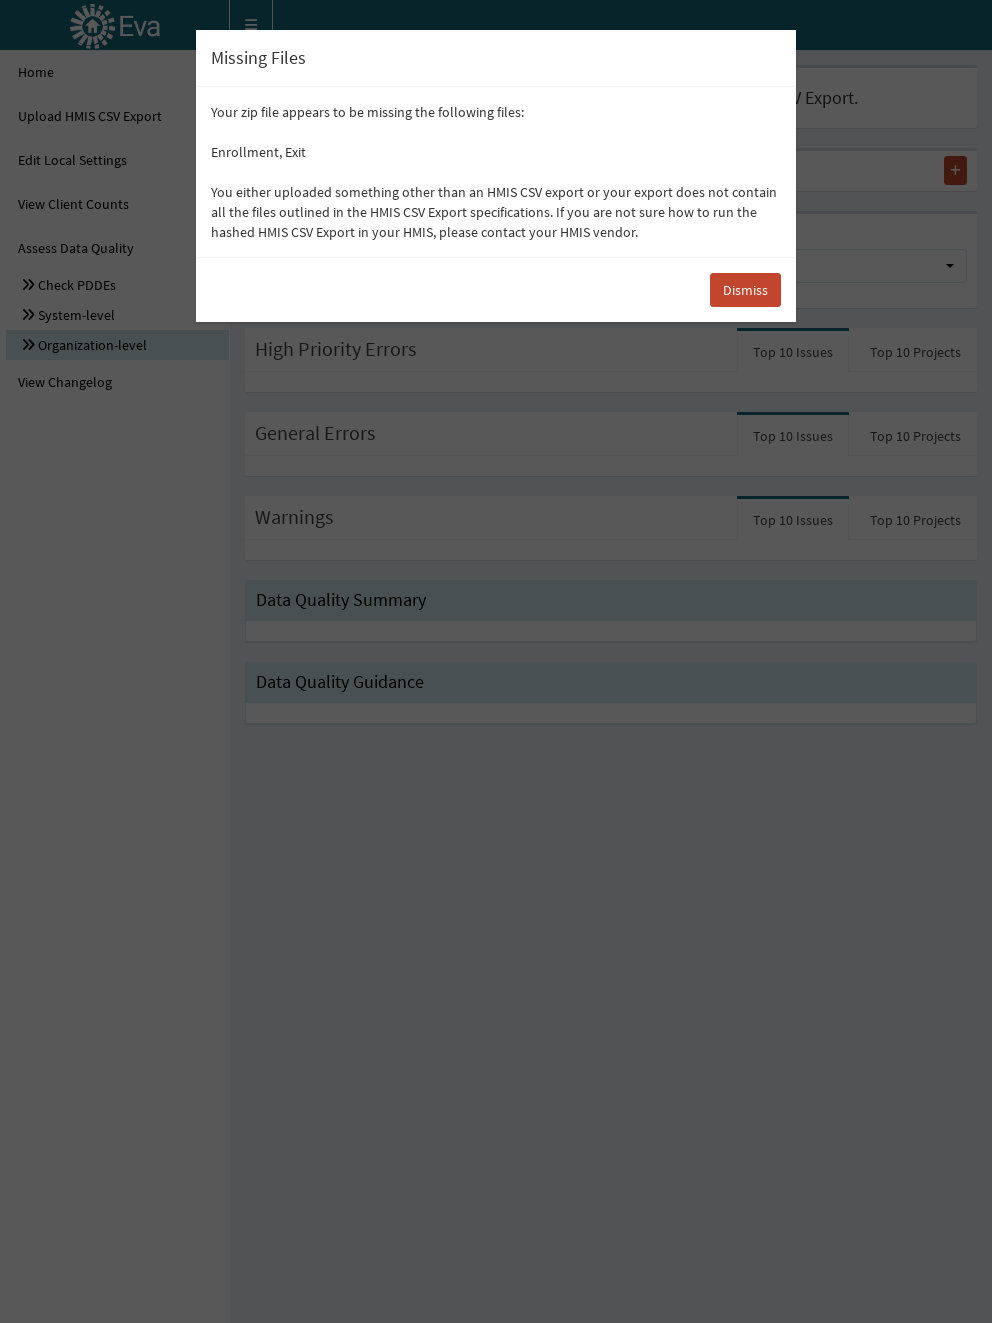 Eva
Missing Files
Home
Your zip file appears to be missing the following files:
V Export.
Upload HMIS CSV Export
Enrollment, Exit
Edit Local Settings
+
You either uploaded something other than an HMIS CSV export or your export does not contain
all the files outlined in the HMIS CSV Export specifications. If you are not sure how to run the
hashed HMIS CSV Export in your HMIS, please contact your HMIS vendor.
View Client Counts
Assess Data Quality
Check PDDEs
Dismiss
System-level
Organization-level
View Changelog
High Priority Errors
Top 10 Issues
Top 10 Projects
General Errors
Top 10 Issues
Top 10 Projects
Warnings
Top 10 Issues
Top 10 Projects
Data Quality Summary
Data Quality Guidance